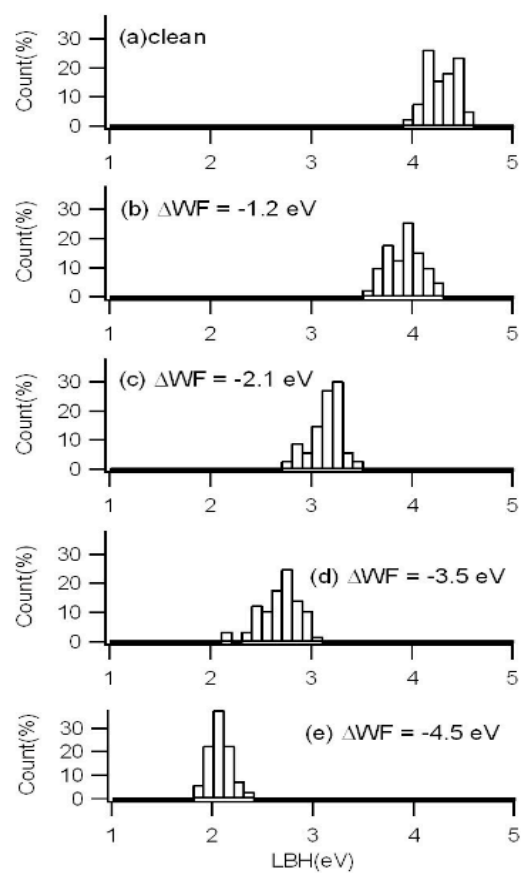 Count(%)
30
20
10
0
(a)clean
1 2 3 4 5
Count(%)
30
20
10
0
(b) ΔWF = -1.2 eV
1 2 3 4 5
Count(%)
30
20
10
0
(c) ΔWF = -2.1 eV
1 2 3 4 5
Count(%)
30
20
10
0
(d) ΔWF = -3.5 eV
1 2 3 4 5
Count(%)
30
20
10
0
(e) ΔWF = -4.5 eV
1 2 3 4 5
LBH(eV)